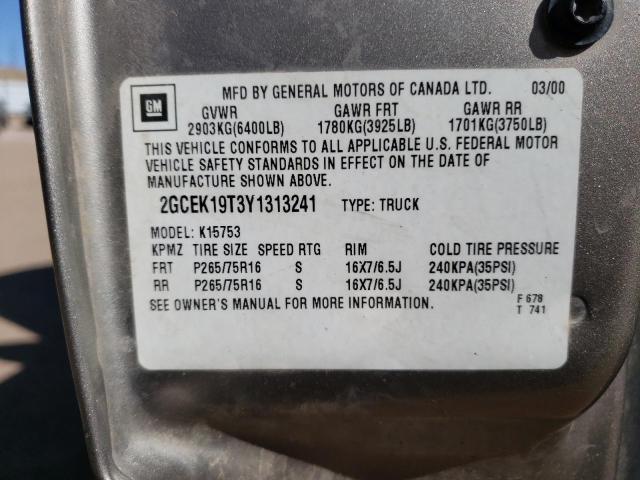 MFD BY GENERAL MOTORS OF CANADA LTD. 03/00
GM
GVWR GAWR FRT GAWR RR
2903KG(6400LB) 1780KG(3925LB) 1701KG(3750LB)
THIS VEHICLE CONFORMS TO ALL APPLICABLE U.S. FEDERAL MOTOR
VEHICLE SAFETY STANDARDS IN EFFECT ON THE DATE OF
MANUFACTURE SHOWN ABOVE.
2GCEK19T3Y1313241 TYPE: TRUCK
MODEL: K15753
KPMZ TIRE SIZE SPEED RTG RIM COLD TIRE PRESSURE
FRT P265/75R16 S 16X7/6.5J 240KPA(35PSI)
RR P265/75R16 S 16X7/6.5J 240KPA(35PSI)
SEE OWNER'S MANUAL FOR MORE INFORMATION. F 678
T 741